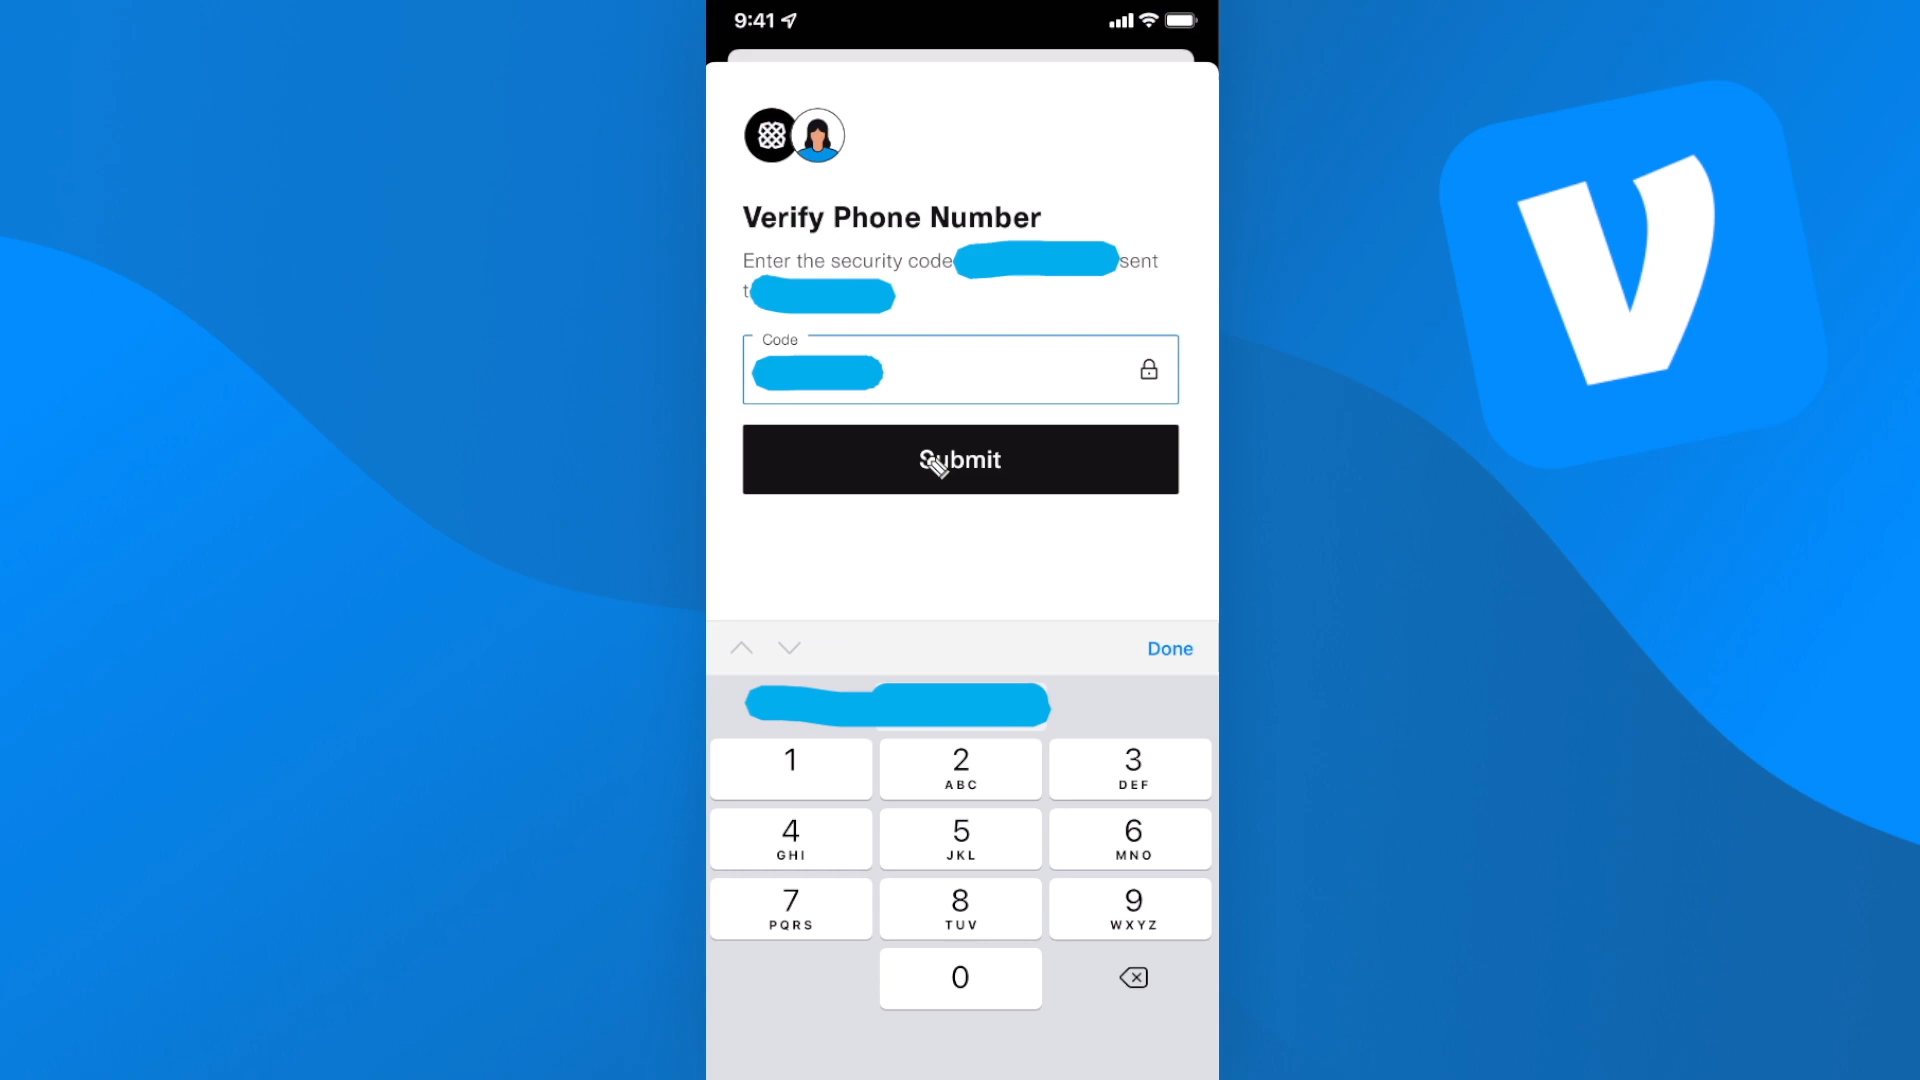 9:41
Verify Phone Number
Enter the security code sent
Code
Submit
Done
1
2
ABC
3
DEF
4
GHI
5
JKL
6
MNO
7
PQRS
8
TUV
9
WXYZ
0